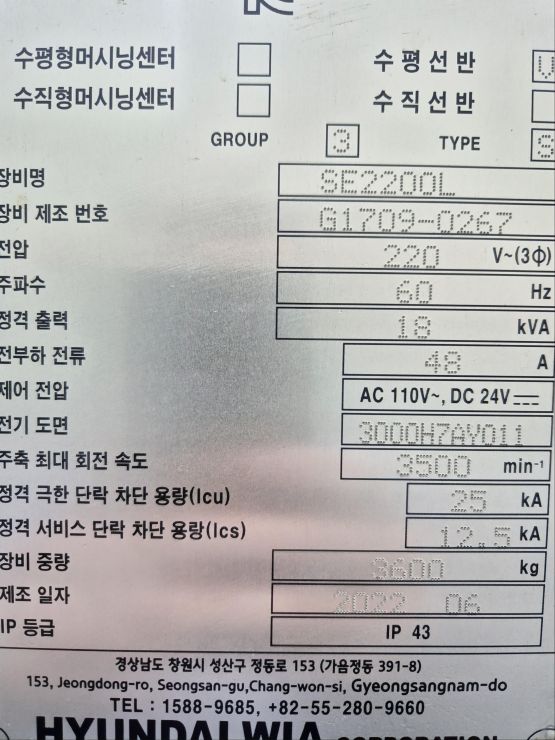 수평형머시닝센터 수평선반 V
수직형머시닝센터 수직선반
GROUP 3 TYPE S
장비명 SE2200L
장비 제조 번호 G1709-0267
전압 220 V~(3Φ)
주파수 60 Hz
정격 출력 18 kVA
전부하 전류 48 A
제어 전압 AC 110V~, DC 24V⎓
전기 도면 3000H7AY011
주축 최대 회전 속도 3500 min⁻¹
정격 극한 단락 차단 용량(Icu) 25 kA
정격 서비스 단락 차단 용량(Ics) 12.5 kA
장비 중량 3600 kg
제조 일자 2022 06
IP 등급 IP 43
경상남도 창원시 성산구 정동로 153 (가음정동 391-8)
153, Jeongdong-ro, Seongsan-gu,Chang-won-si, Gyeongsangnam-do
TEL : 1588-9685, +82-55-280-9660
HYUNDAI WIA CORPORATION